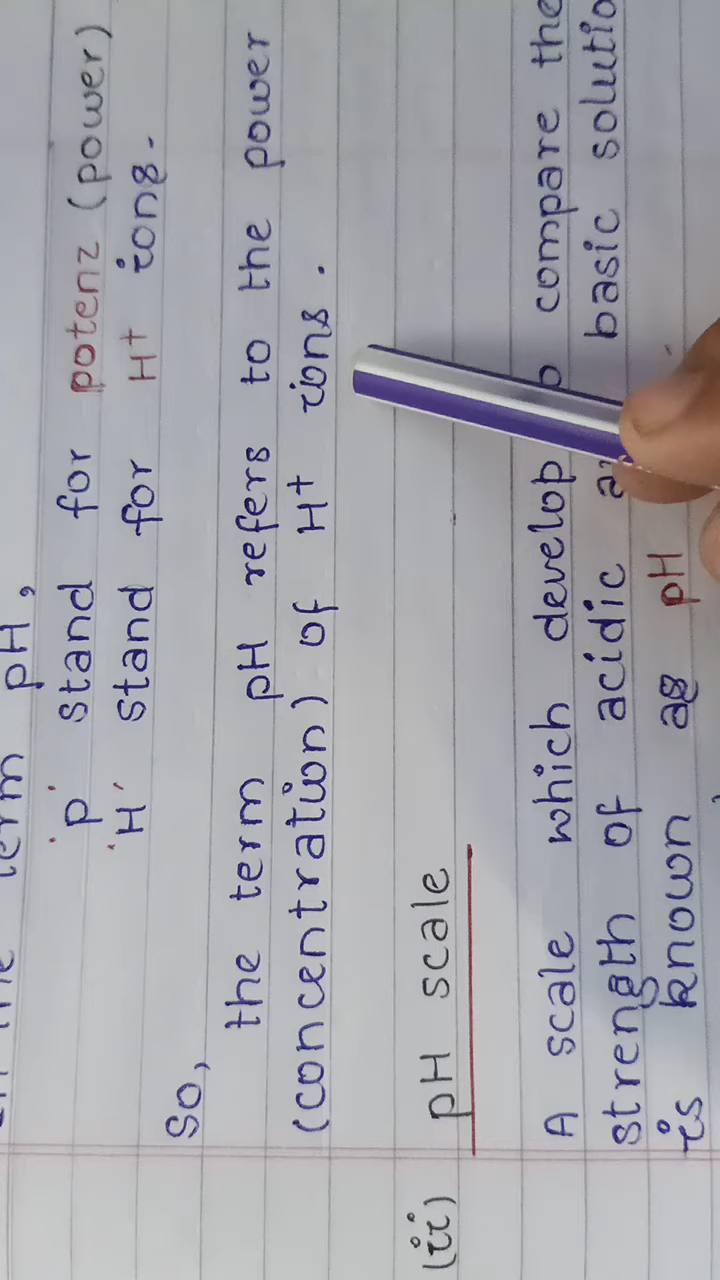 term pH,
'p' stand for potenz (power)
'H' stand for H+ ions.
So,
the term pH refers to the power
(concentration) of H+ ions.
(ii) pH scale
A scale which develop compare the
strength of acidic basic
is known as pH